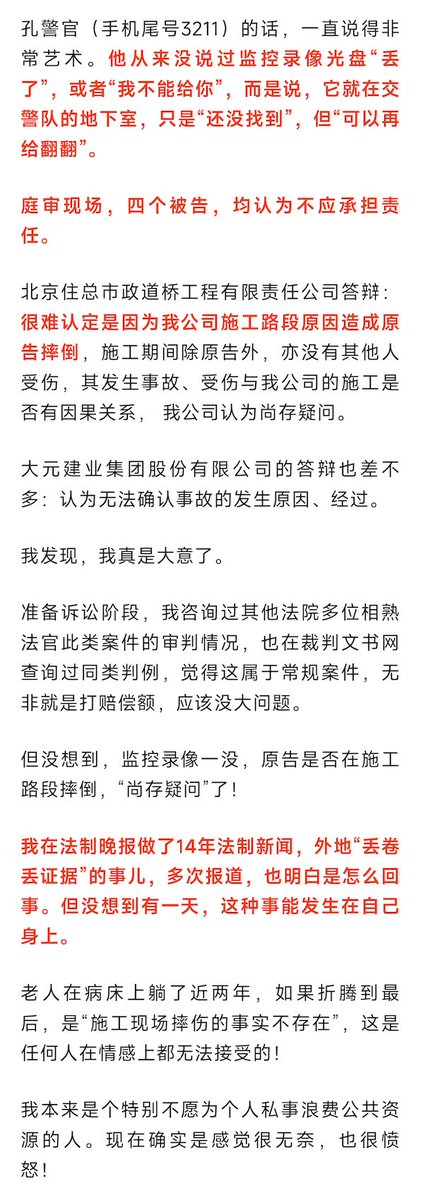 孔警官（手机尾号3211）的话，一直说得非
常艺术。他从来没说过监控录像光盘“丢
了”，或者“我不能给你”，而是说，它就在交
警队的地下室，只是“还没找到”，但“可以再
给翻翻”。
庭审现场，四个被告，均认为不应承担责
任。
北京住总市政道桥工程有限责任公司答辩：
很难认定是因为我公司施工路段原因造成原
告摔倒，施工期间除原告外，亦没有其他人
受伤，其发生事故、受伤与我公司的施工是
否有因果关系， 我公司认为尚存疑问。
大元建业集团股份有限公司的答辩也差不
多：认为无法确认事故的发生原因、经过。
我发现，我真是大意了。
准备诉讼阶段，我咨询过其他法院多位相熟
法官此类案件的审判情况，也在裁判文书网
查询过同类判例，觉得这属于常规案件，无
非就是打赔偿额，应该没大问题。
但没想到，监控录像一没，原告是否在施工
路段摔倒，“尚存疑问”了！
我在法制晚报做了14年法制新闻，外地“丢卷
丢证据”的事儿，多次报道，也明白是怎么回
事。但没想到有一天，这种事能发生在自己
身上。
老人在病床上躺了近两年，如果折腾到最
后，是“施工现场摔伤的事实不存在”，这是
任何人在情感上都无法接受的！
我本来是个特别不愿为个人私事浪费公共资
源的人。现在确实是感觉很无奈，也很愤
怒！